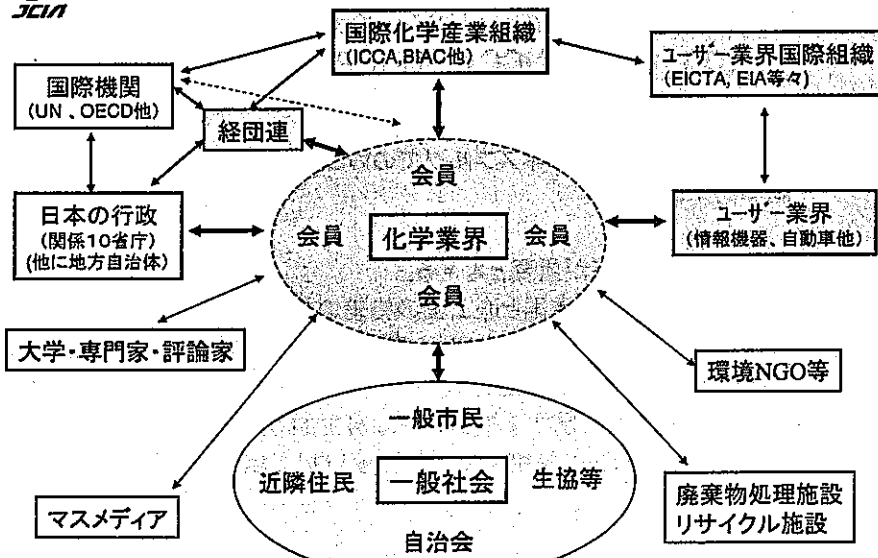 JCIA
国際化学産業組織
(ICCA,BIAC他)
ユーザー業界国際組織
(EICTA, EIA等々)
国際機関
(UN、OECD他)
経団連
会員
日本の行政
(関係10省庁)
(他に地方自治体)
会員
化学業界
会員
ユーザー業界
(情報機器、自動車他)
会員
大学・専門家・評論家
環境NGO等
一般市民
近隣住民
一般社会
生協等
マスメディア
廃棄物処理施設
リサイクル施設
自治会